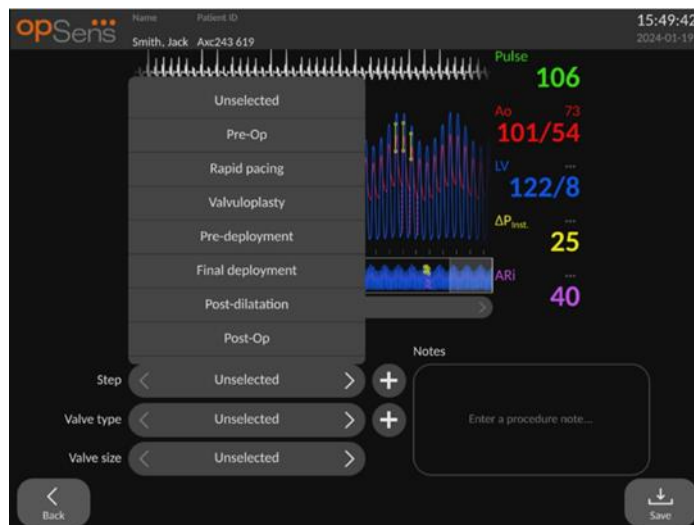 opSens
Name Patient ID
Smith, Jack Axc243 619
15:49:42
2024-01-19
Pulse
106
Ao 73
101/54
LV ---
122/8
ΔPInst. ---
25
ARi ---
40
Unselected
Pre-Op
Rapid pacing
Valvuloplasty
Pre-deployment
Final deployment
Post-dilatation
Post-Op
Notes
Step Unselected
Valve type Unselected
Valve size Unselected
Enter a procedure note...
Back
Save